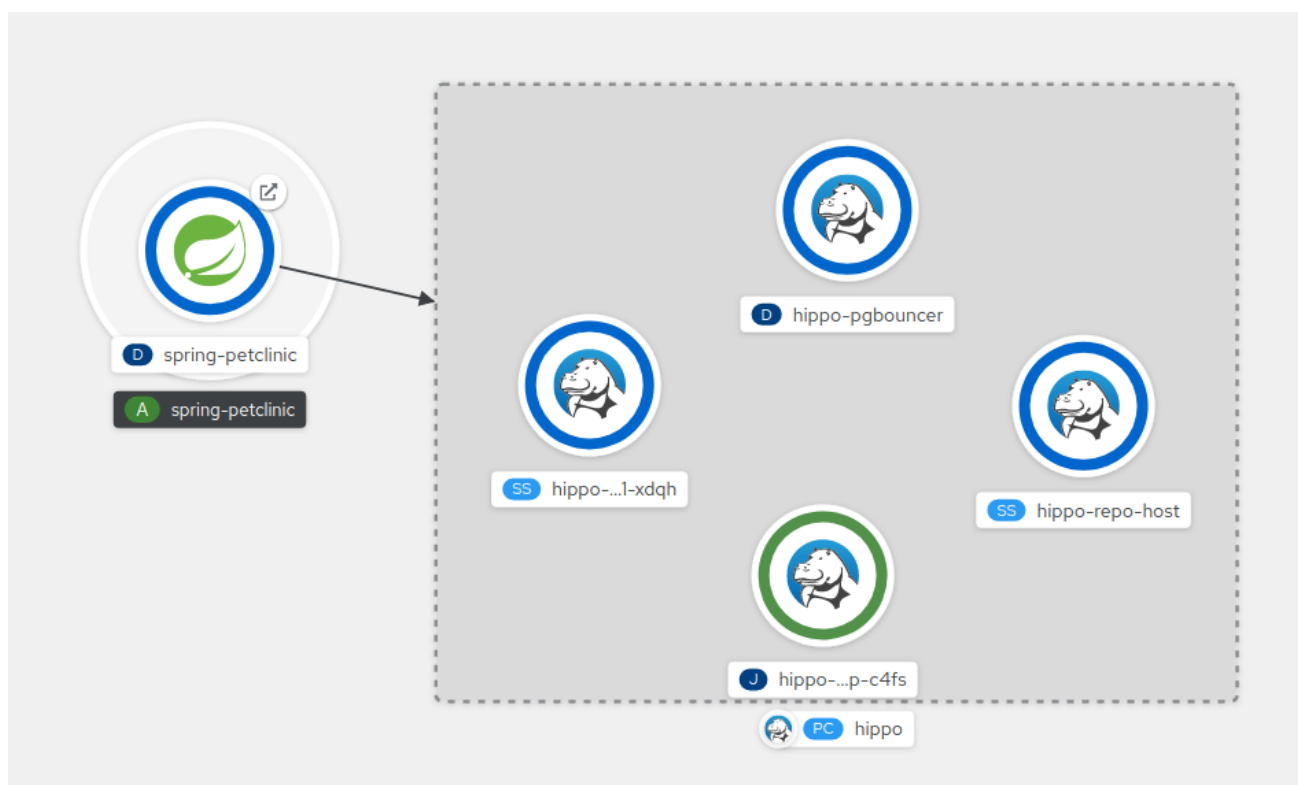 D hippo-pgbouncer
D spring-petclinic
A spring-petclinic
SS hippo-...1-xdqh
SS hippo-repo-host
J hippo-...p-c4fs
PC hippo